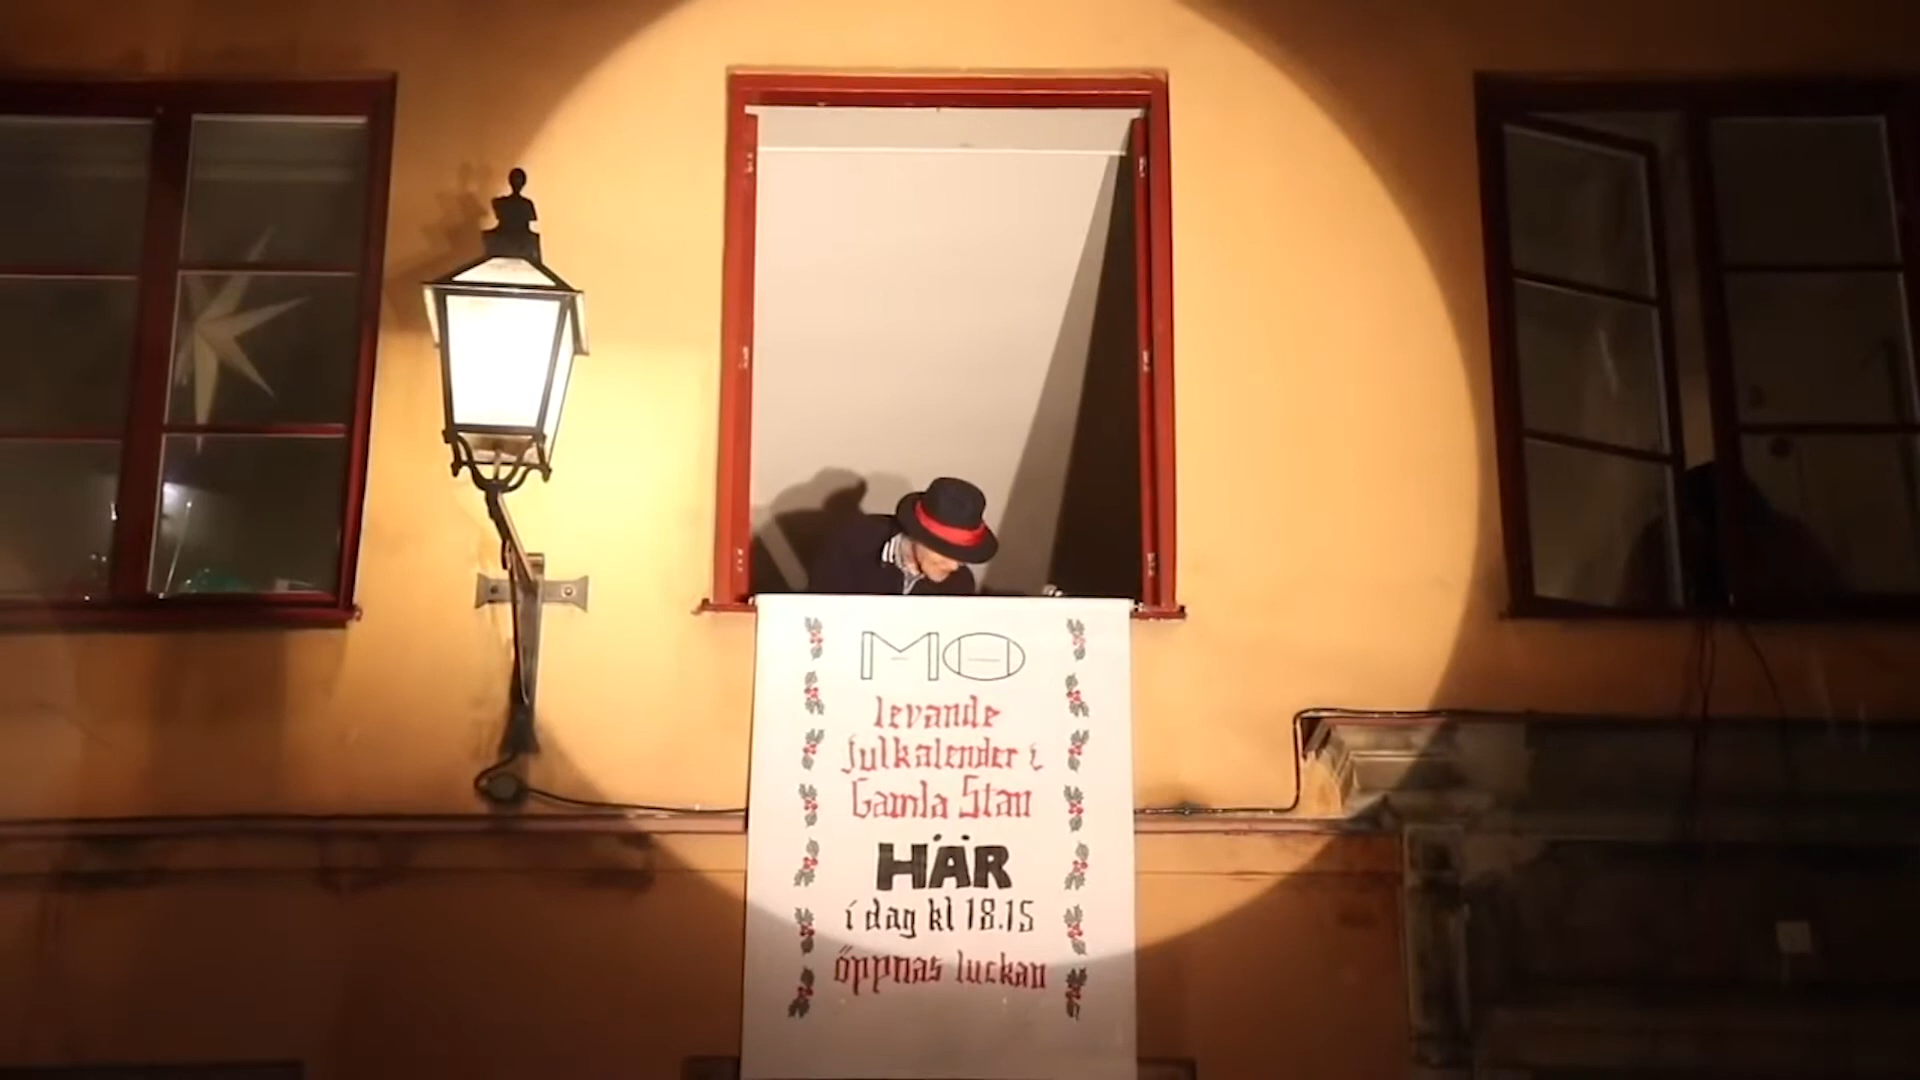 MO
levande
julkalender i
Gamla Stan
HÄR
i dag kl 18.15
öppnas luckan